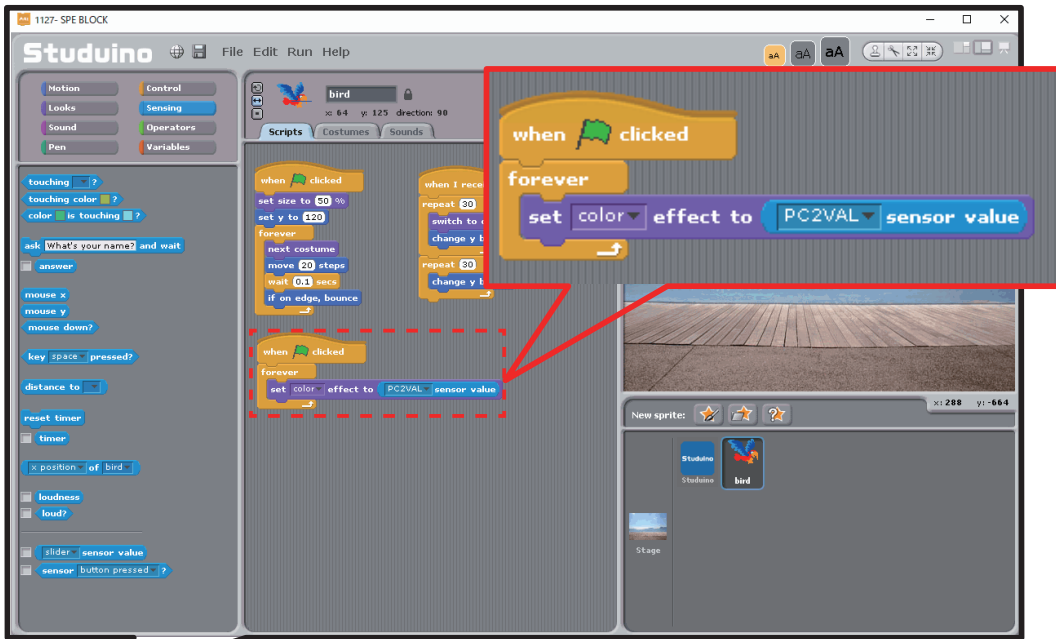 1127- SPE BLOCK
Studuino File Edit Run Help
aA aA aA
Motion Control
Looks Sensing
Sound Operators
Pen Variables
touching ?
touching color ?
color is touching ?
ask What's your name? and wait
answer
mouse x
mouse y
mouse down?
key space pressed?
distance to
reset timer
timer
x position of bird
loudness
loud?
slider sensor value
sensor button pressed ?
bird
x: 64 y: 125 direction: 90
Scripts Costumes Sounds
when clicked
set size to 50 %
set y to 120
forever
next costume
move 20 steps
wait 0.1 secs
if on edge, bounce
when I rece
repeat 30
switch to
change y b
repeat 30
change y b
when clicked
forever
set color effect to PC2VAL sensor value
when clicked
forever
set color effect to PC2VAL sensor value
x: 288 y: -664
New sprite:
Studuino
Studuino bird
Stage